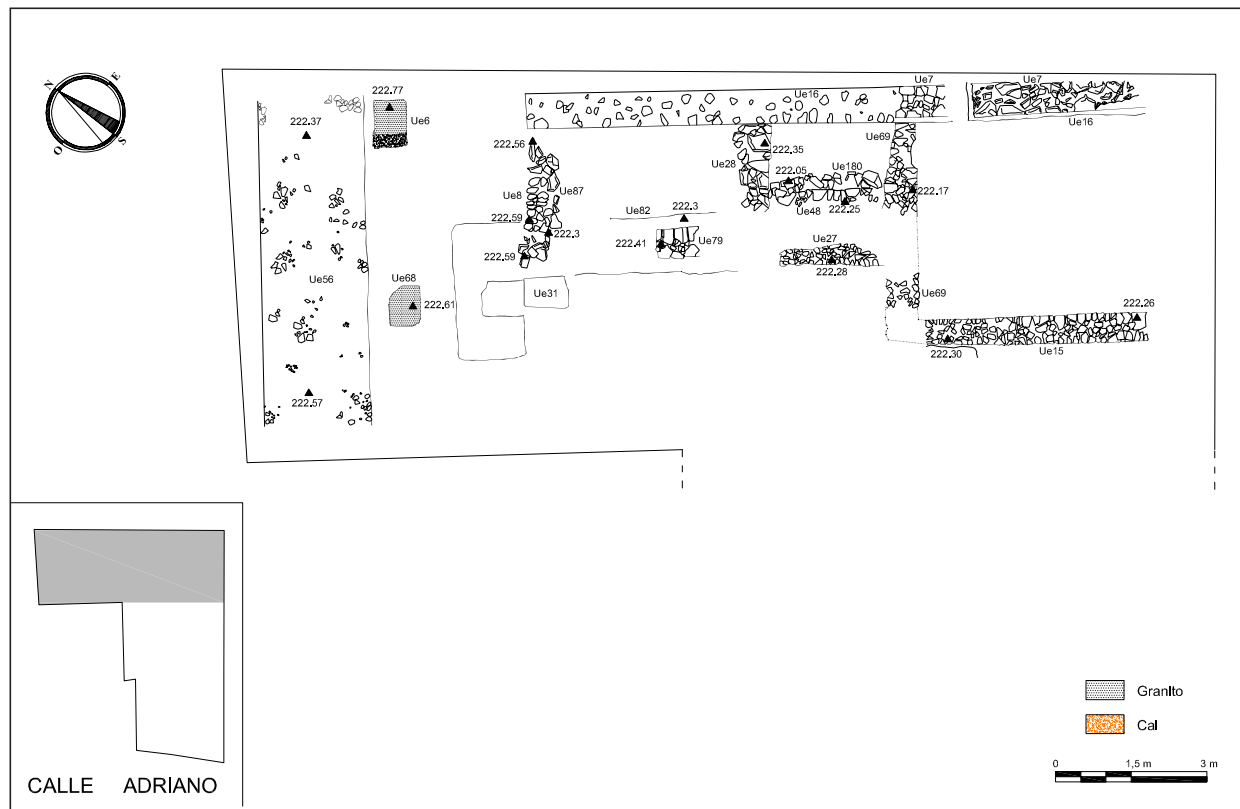 N
E
O
S
222.77
Ue6
222.37
Ue56
222.57
Ue68
222.61
222.56
Ue8
Ue87
222.59
222.3
222.59
Ue31
Ue16
Ue7
Ue7
Ue16
Ue69
Ue28
222.35
222.05
Ue180
222.17
Ue48
222.25
Ue82
222.3
222.41
Ue79
Ue27
222.28
Ue69
222.26
222.30
Ue15
Granito
Cal
0 1,5 m 3 m
CALLE ADRIANO